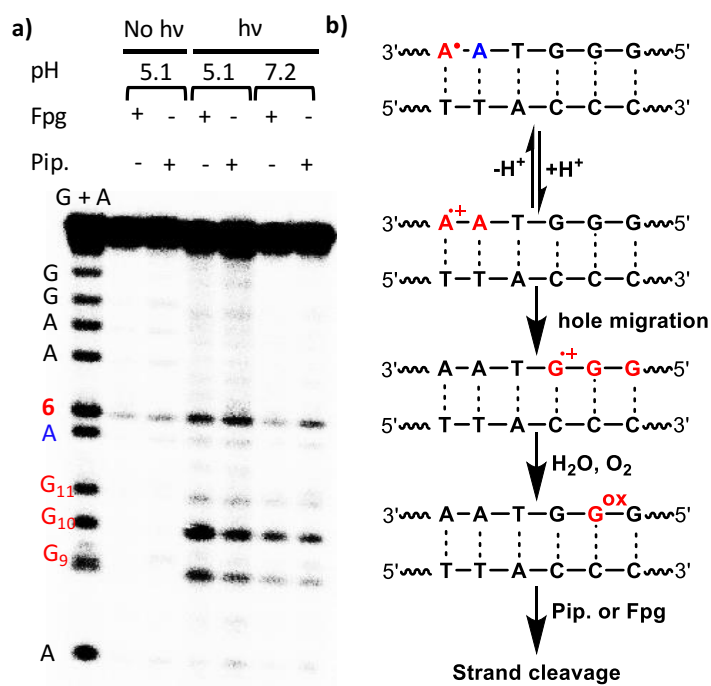 a)
No hν hν
pH 5.1 5.1 7.2
Fpg + - + - + -
Pip. - + - + - +
G + A
G
G
A
A
6
A
G₁₁
G₁₀
G₉
A
b)
3' A• A T G G G 5'
5' T T A C C C 3'
-H⁺ +H⁺
3' A•+ A T G G G 5'
5' T T A C C C 3'
hole migration
3' A A T G•+ G G 5'
5' T T A C C C 3'
H₂O, O₂
3' A A T G Gᵒˣ G 5'
5' T T A C C C 3'
Pip. or Fpg
Strand cleavage